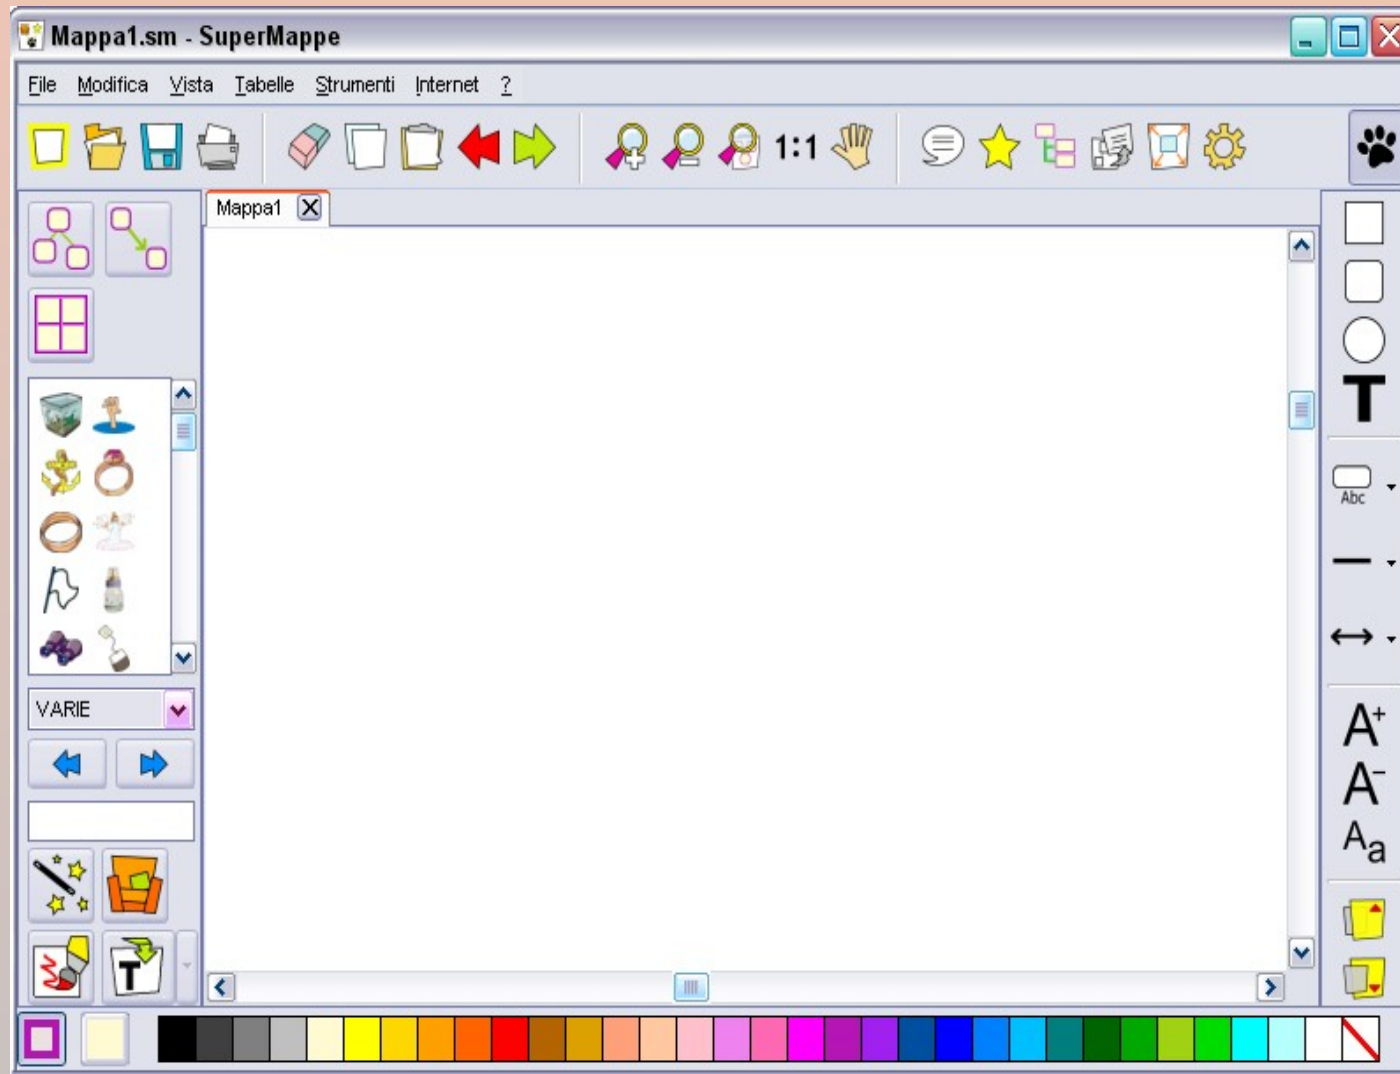 Mappa1.sm - SuperMappe
File Modifica Vista Tabelle Strumenti Internet ?
1:1
Mappa1
T
Abc
VARIE
A+
A-
Aa
T